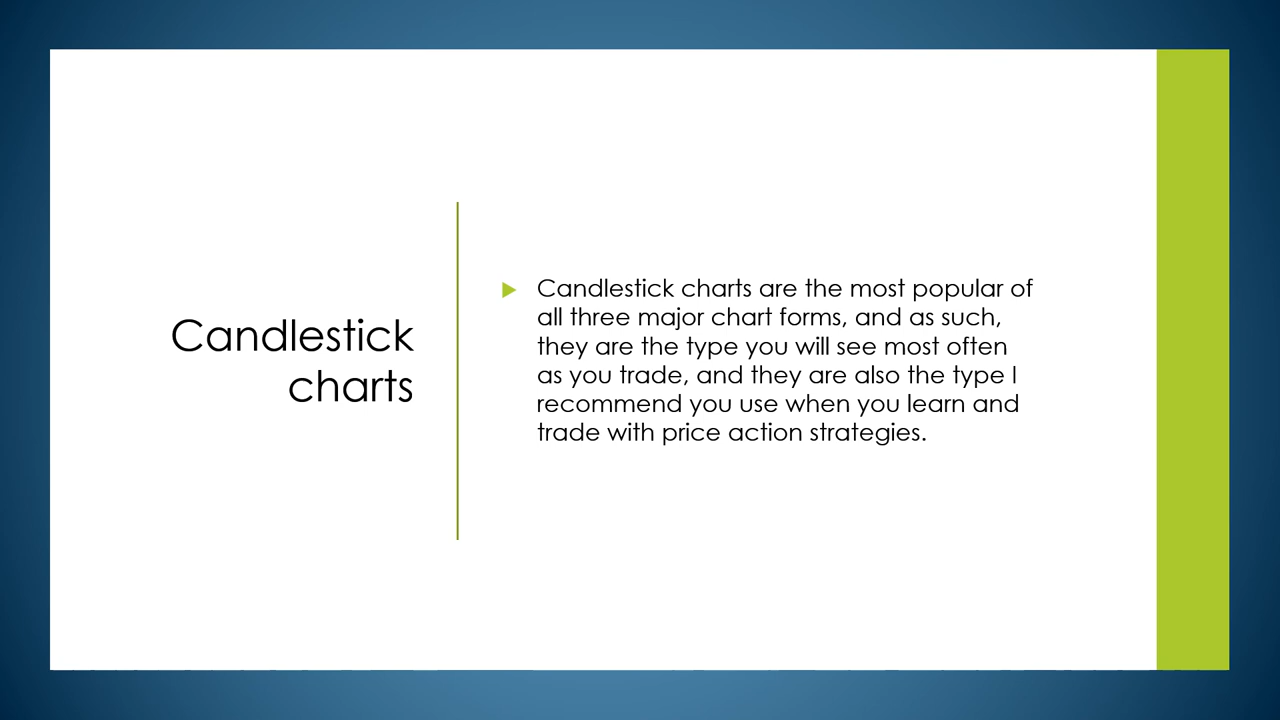 Candlestick
charts
Candlestick charts are the most popular of
all three major chart forms, and as such,
they are the type you will see most often
as you trade, and they are also the type I
recommend you use when you learn and
trade with price action strategies.